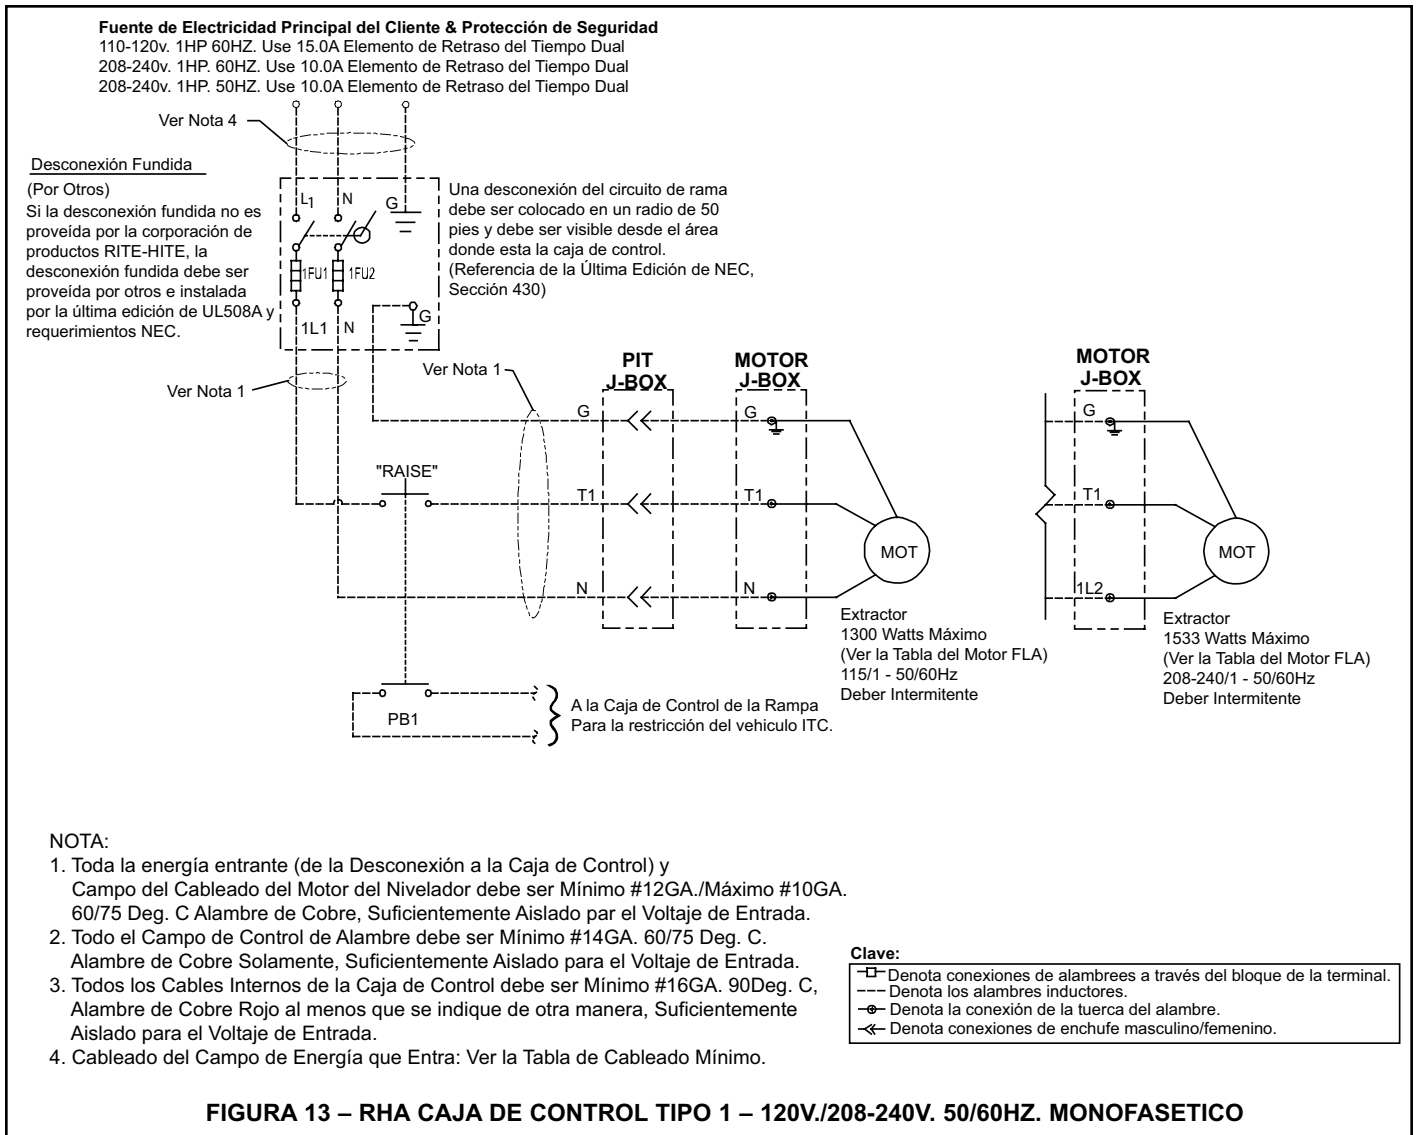 Fuente de Electricidad Principal del Cliente & Protección de Seguridad
110-120v. 1HP 60HZ. Use 15.0A Elemento de Retraso del Tiempo Dual
208-240v. 1HP. 60HZ. Use 10.0A Elemento de Retraso del Tiempo Dual
208-240v. 1HP. 50HZ. Use 10.0A Elemento de Retraso del Tiempo Dual
Ver Nota 4
Desconexión Fundida
(Por Otros)
Si la desconexión fundida no es
proveída por la corporación de
productos RITE-HITE, la
desconexión fundida debe ser
proveída por otros e instalada
por la última edición de UL508A y
requerimientos NEC.
L1
N
G
1FU1
1FU2
1L1
N
G
Una desconexión del circuito de rama
debe ser colocado en un radio de 50
pies y debe ser visible desde el área
donde esta la caja de control.
(Referencia de la Última Edición de NEC,
Sección 430)
Ver Nota 1
Ver Nota 1
PIT
J-BOX
MOTOR
J-BOX
MOTOR
J-BOX
G
G
G
"RAISE"
T1
T1
T1
MOT
MOT
N
N
1L2
Extractor
1300 Watts Máximo
(Ver la Tabla del Motor FLA)
115/1 - 50/60Hz
Deber Intermitente
Extractor
1533 Watts Máximo
(Ver la Tabla del Motor FLA)
208-240/1 - 50/60Hz
Deber Intermitente
PB1
A la Caja de Control de la Rampa
Para la restricción del vehiculo ITC.
NOTA:
1. Toda la energía entrante (de la Desconexión a la Caja de Control) y
Campo del Cableado del Motor del Nivelador debe ser Mínimo #12GA./Máximo #10GA.
60/75 Deg. C Alambre de Cobre, Suficientemente Aislado par el Voltaje de Entrada.
2. Todo el Campo de Control de Alambre debe ser Mínimo #14GA. 60/75 Deg. C.
Alambre de Cobre Solamente, Suficientemente Aislado para el Voltaje de Entrada.
3. Todos los Cables Internos de la Caja de Control debe ser Mínimo #16GA. 90Deg. C,
Alambre de Cobre Rojo al menos que se indique de otra manera, Suficientemente
Aislado para el Voltaje de Entrada.
4. Cableado del Campo de Energía que Entra: Ver la Tabla de Cableado Mínimo.
Clave:
Denota conexiones de alambrees a través del bloque de la terminal.
Denota los alambres inductores.
Denota la conexión de la tuerca del alambre.
Denota conexiones de enchufe masculino/femenino.
FIGURA 13 – RHA CAJA DE CONTROL TIPO 1 – 120V./208-240V. 50/60HZ. MONOFASETICO